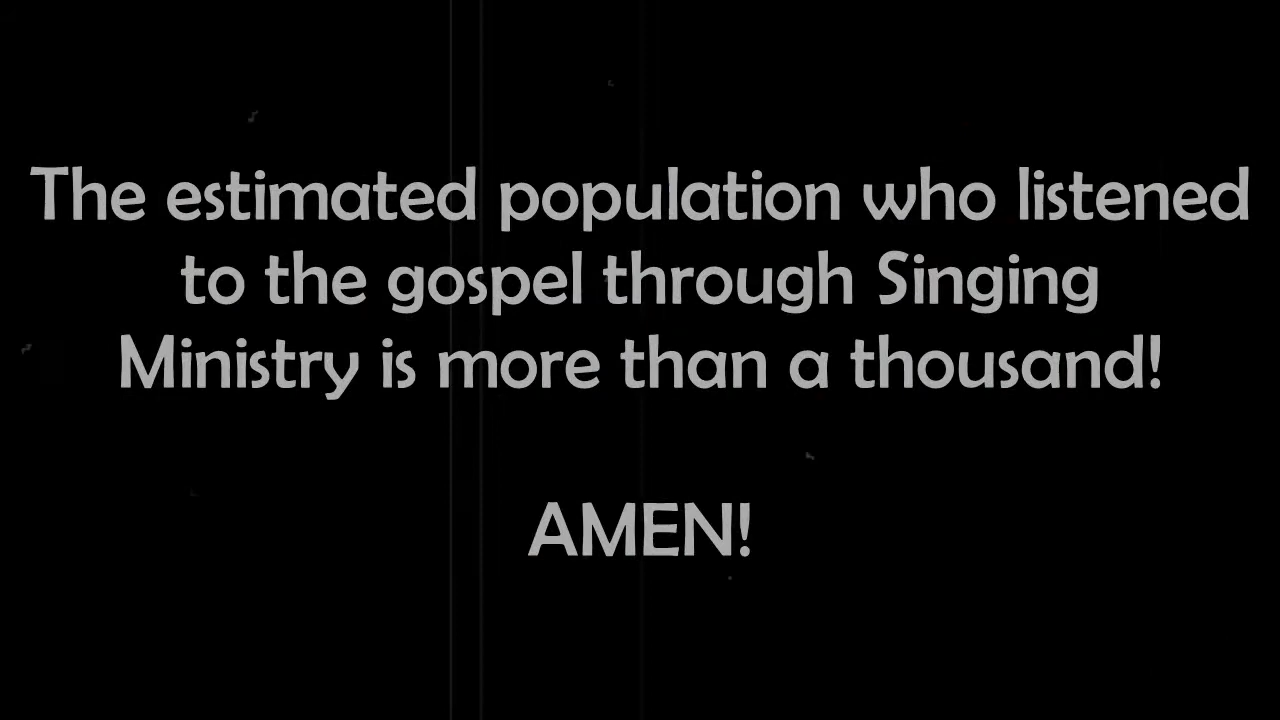 The estimated population who listened
to the gospel through Singing
Ministry is more than a thousand!
AMEN!